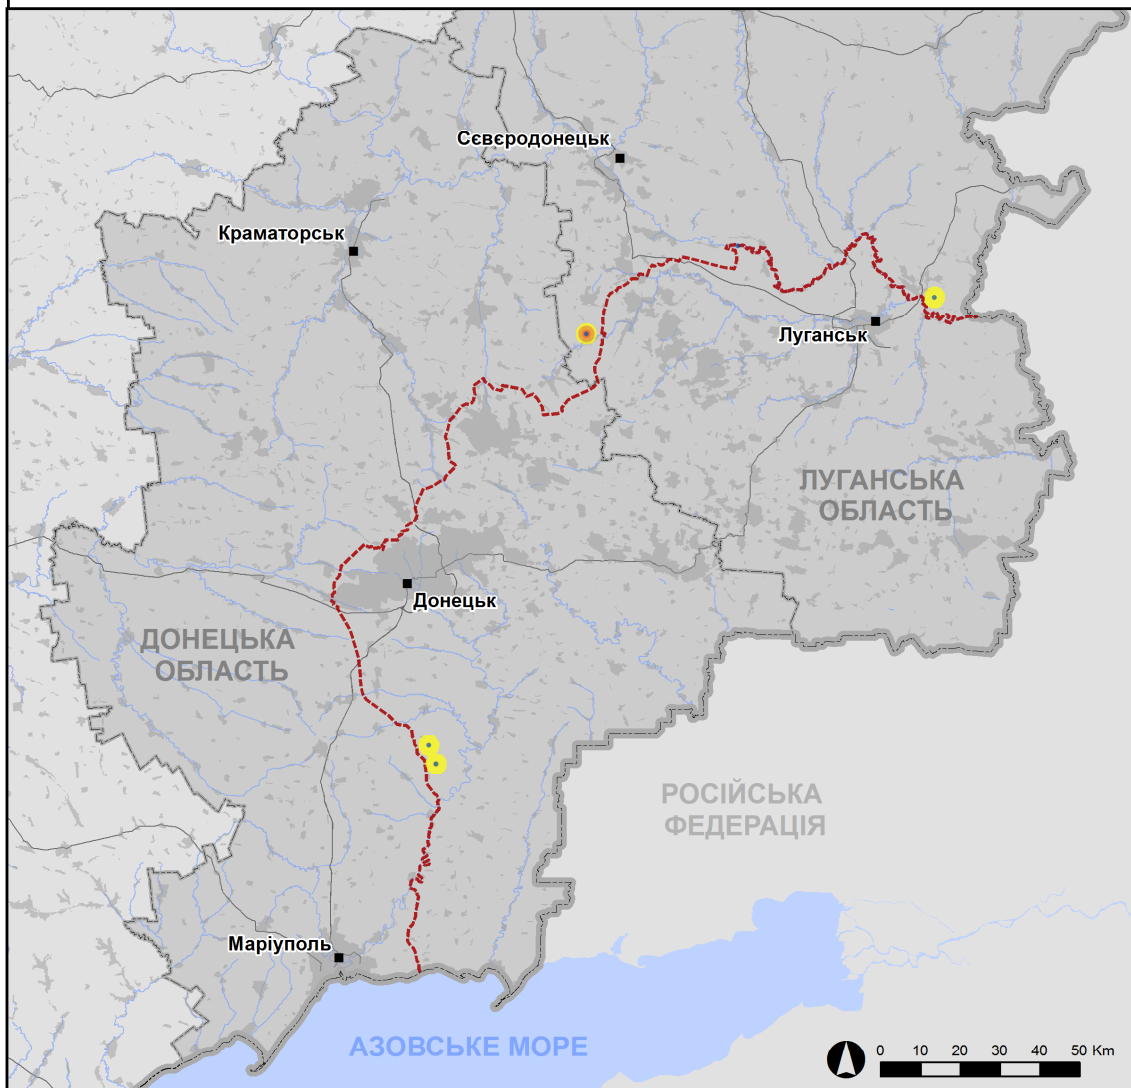 Сєвєродонецьк
Краматорськ
Луганськ
ЛУГАНСЬКА
ОБЛАСТЬ
Донецьк
ДОНЕЦЬКА
ОБЛАСТЬ
РОСІЙСЬКА
ФЕДЕРАЦІЯ
Маріуполь
АЗОВСЬКЕ МОРЕ
0 10 20 30 40 50 Km